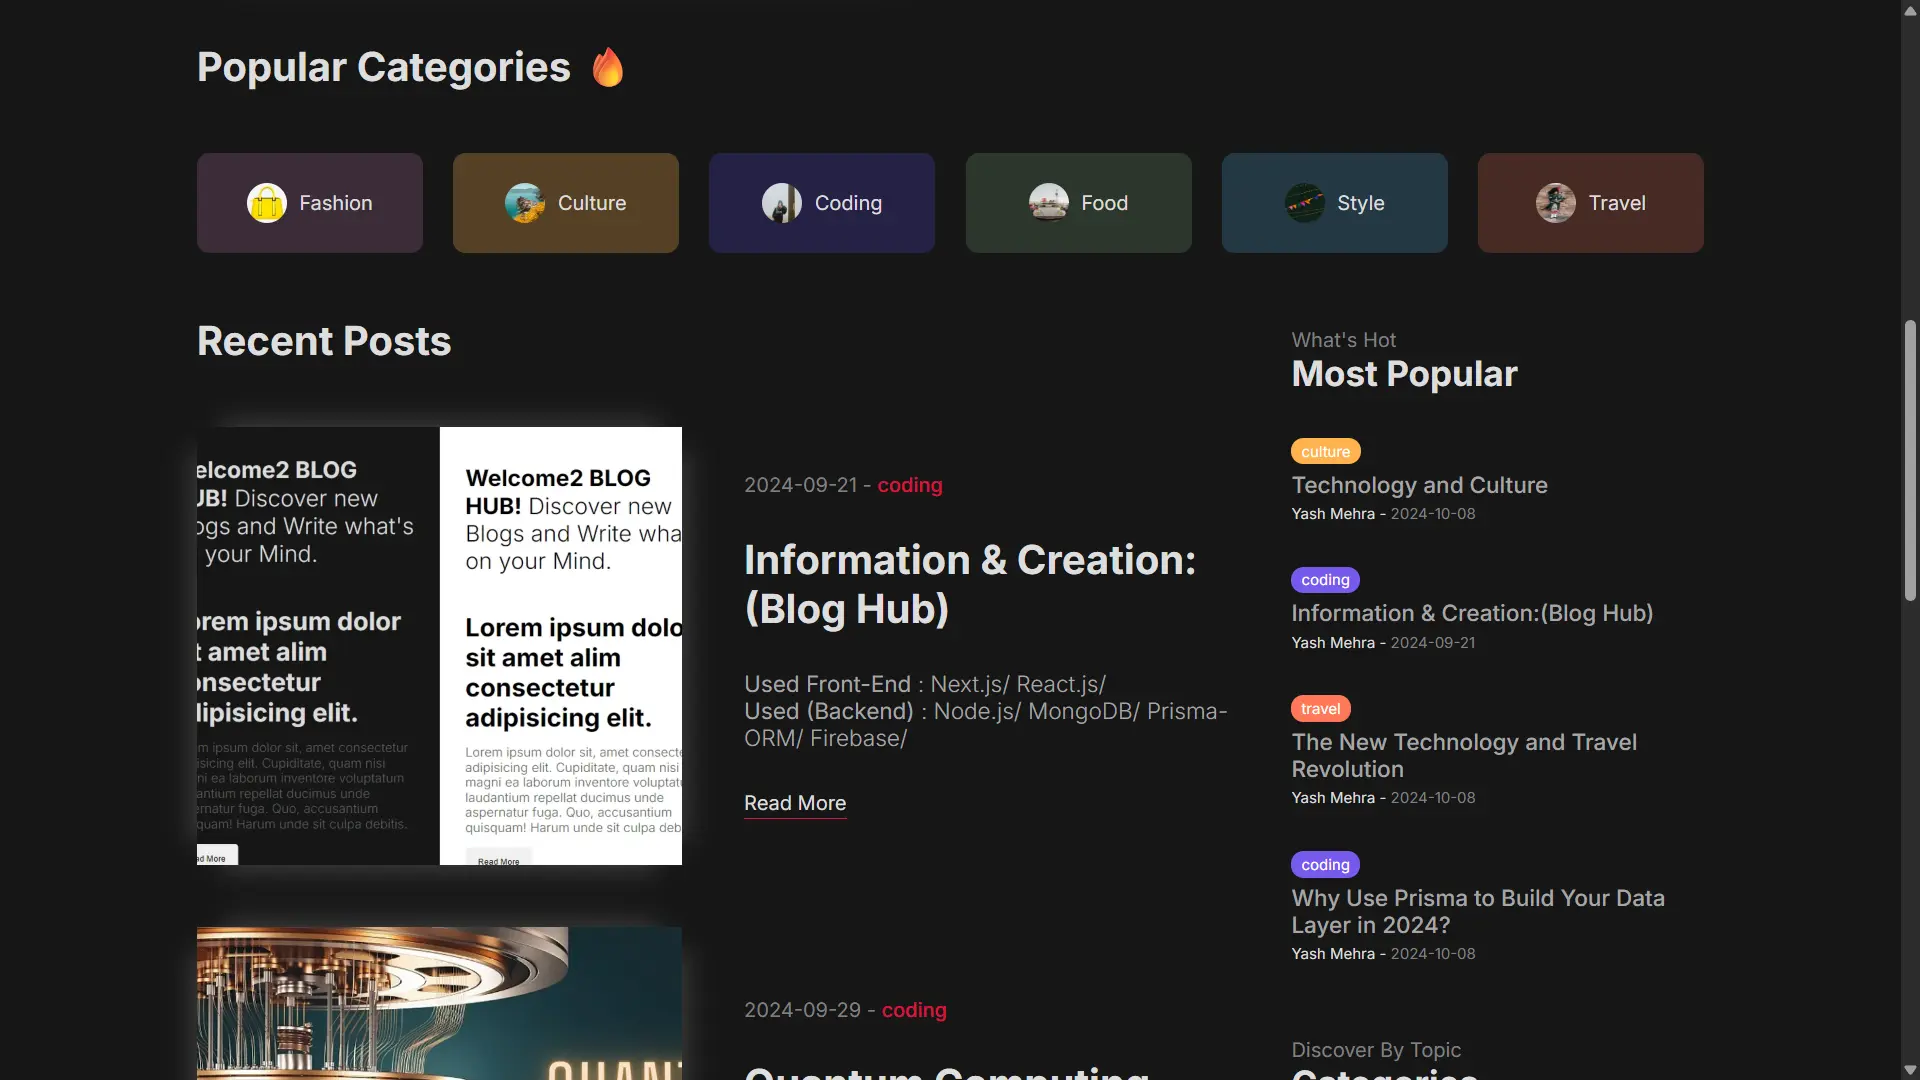 Popular Categories 🔥
Fashion
Culture
Coding
Food
Style
Travel
Recent Posts
elcome2 BLOG
UB! Discover new
ogs and Write what's
your Mind.
orem ipsum dolor
t amet alim
onsectetur
dipisicing elit.
m ipsum dolor sit, amet consectetur
isicing elit. Cupiditate, quam nisi
ni ea laborum inventore voluptatum
antium repellat ducimus unde
ernatur fuga. Quo, accusantium
quam! Harum unde sit culpa debitis.
ad More
Welcome2 BLOG
HUB! Discover new
Blogs and Write wha
on your Mind.
Lorem ipsum dolo
sit amet alim
consectetur
adipisicing elit.
Lorem ipsum dolor sit, amet consecte
adipisicing elit. Cupiditate, quam nisi
magni ea laborum inventore voluptat
laudantium repellat ducimus unde
aspernatur fuga. Quo, accusantium
quisquam! Harum unde sit culpa deb
Read More
2024-09-21 - coding
Information & Creation:
(Blog Hub)
Used Front-End : Next.js/ React.js/
Used (Backend) : Node.js/ MongoDB/ Prisma-
ORM/ Firebase/
Read More
QUANT
2024-09-29 - coding
Quantum Computing
What's Hot
Most Popular
culture
Technology and Culture
Yash Mehra - 2024-10-08
coding
Information & Creation:(Blog Hub)
Yash Mehra - 2024-09-21
travel
The New Technology and Travel
Revolution
Yash Mehra - 2024-10-08
coding
Why Use Prisma to Build Your Data
Layer in 2024?
Yash Mehra - 2024-10-08
Discover By Topic
Categories